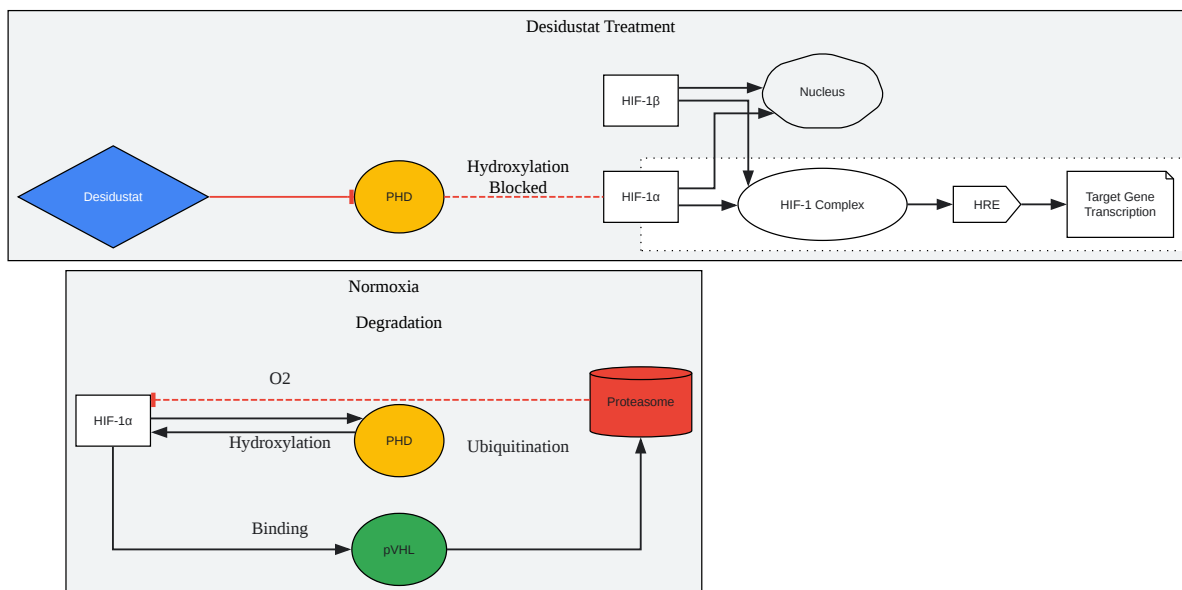 Desidustat Treatment
HIF-1β
Nucleus
Desidustat
PHD
Hydroxylation
Blocked
HIF-1α
HIF-1 Complex
HRE
Target Gene
Transcription
Normoxia
Degradation
O2
Proteasome
HIF-1α
Hydroxylation
PHD
Ubiquitination
Binding
pVHL